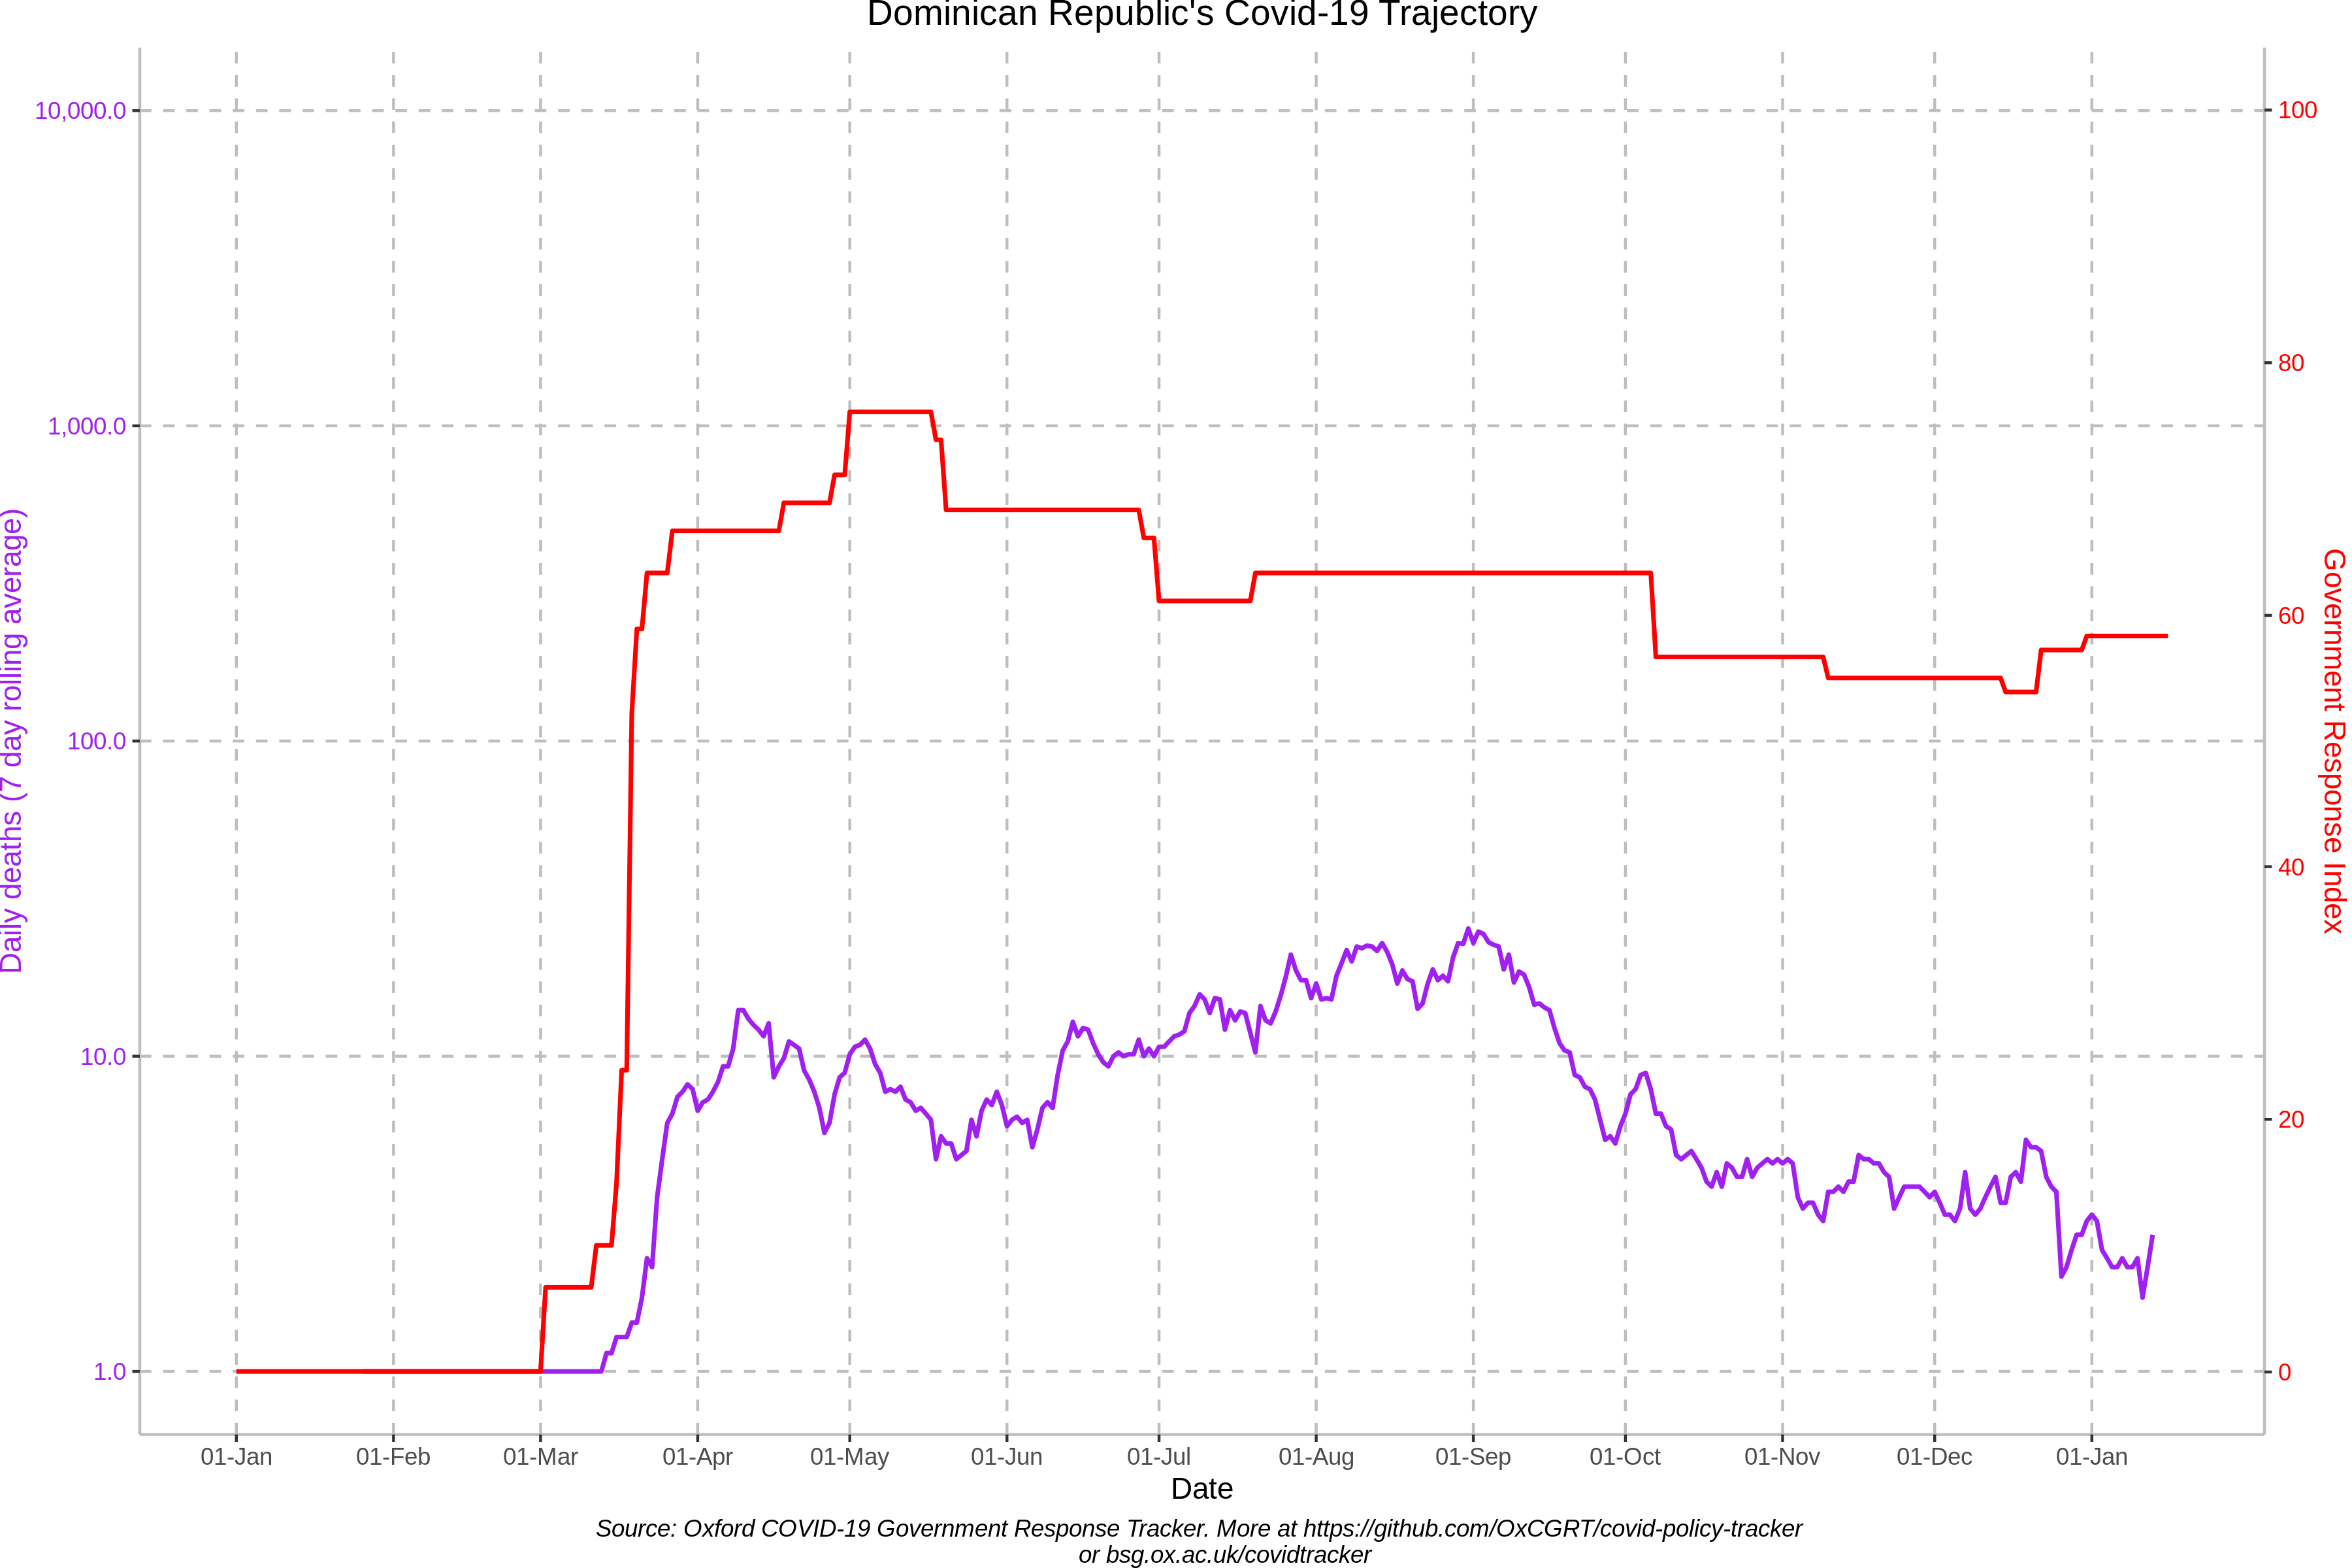 Dominican Republic's Covid-19 Trajectory
10,000.0
1,000.0
100.0
10.0
1.0
Daily deaths (7 day rolling average)
100
80
60
40
20
0
Government Response Index
01-Jan 01-Feb 01-Mar 01-Apr 01-May 01-Jun 01-Jul 01-Aug 01-Sep 01-Oct 01-Nov 01-Dec 01-Jan
Date
Source: Oxford COVID-19 Government Response Tracker. More at https://github.com/OxCGRT/covid-policy-tracker
or bsg.ox.ac.uk/covidtracker